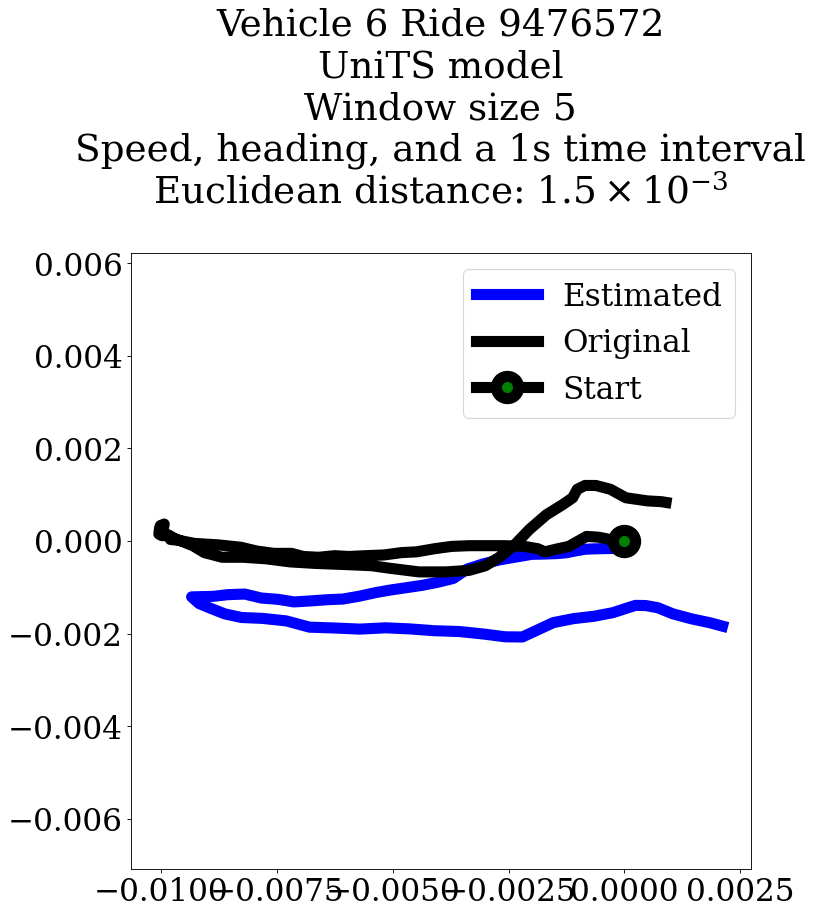 Vehicle 6 Ride 9476572
UniTS model
Window size 5
Speed, heading, and a 1s time interval
Euclidean distance: 1.5 × 10⁻³
0.006
0.004
0.002
0.000
−0.002
−0.004
−0.006
Estimated
Original
Start
−0.0100 −0.0075 −0.0050 −0.0025 0.0000 0.0025